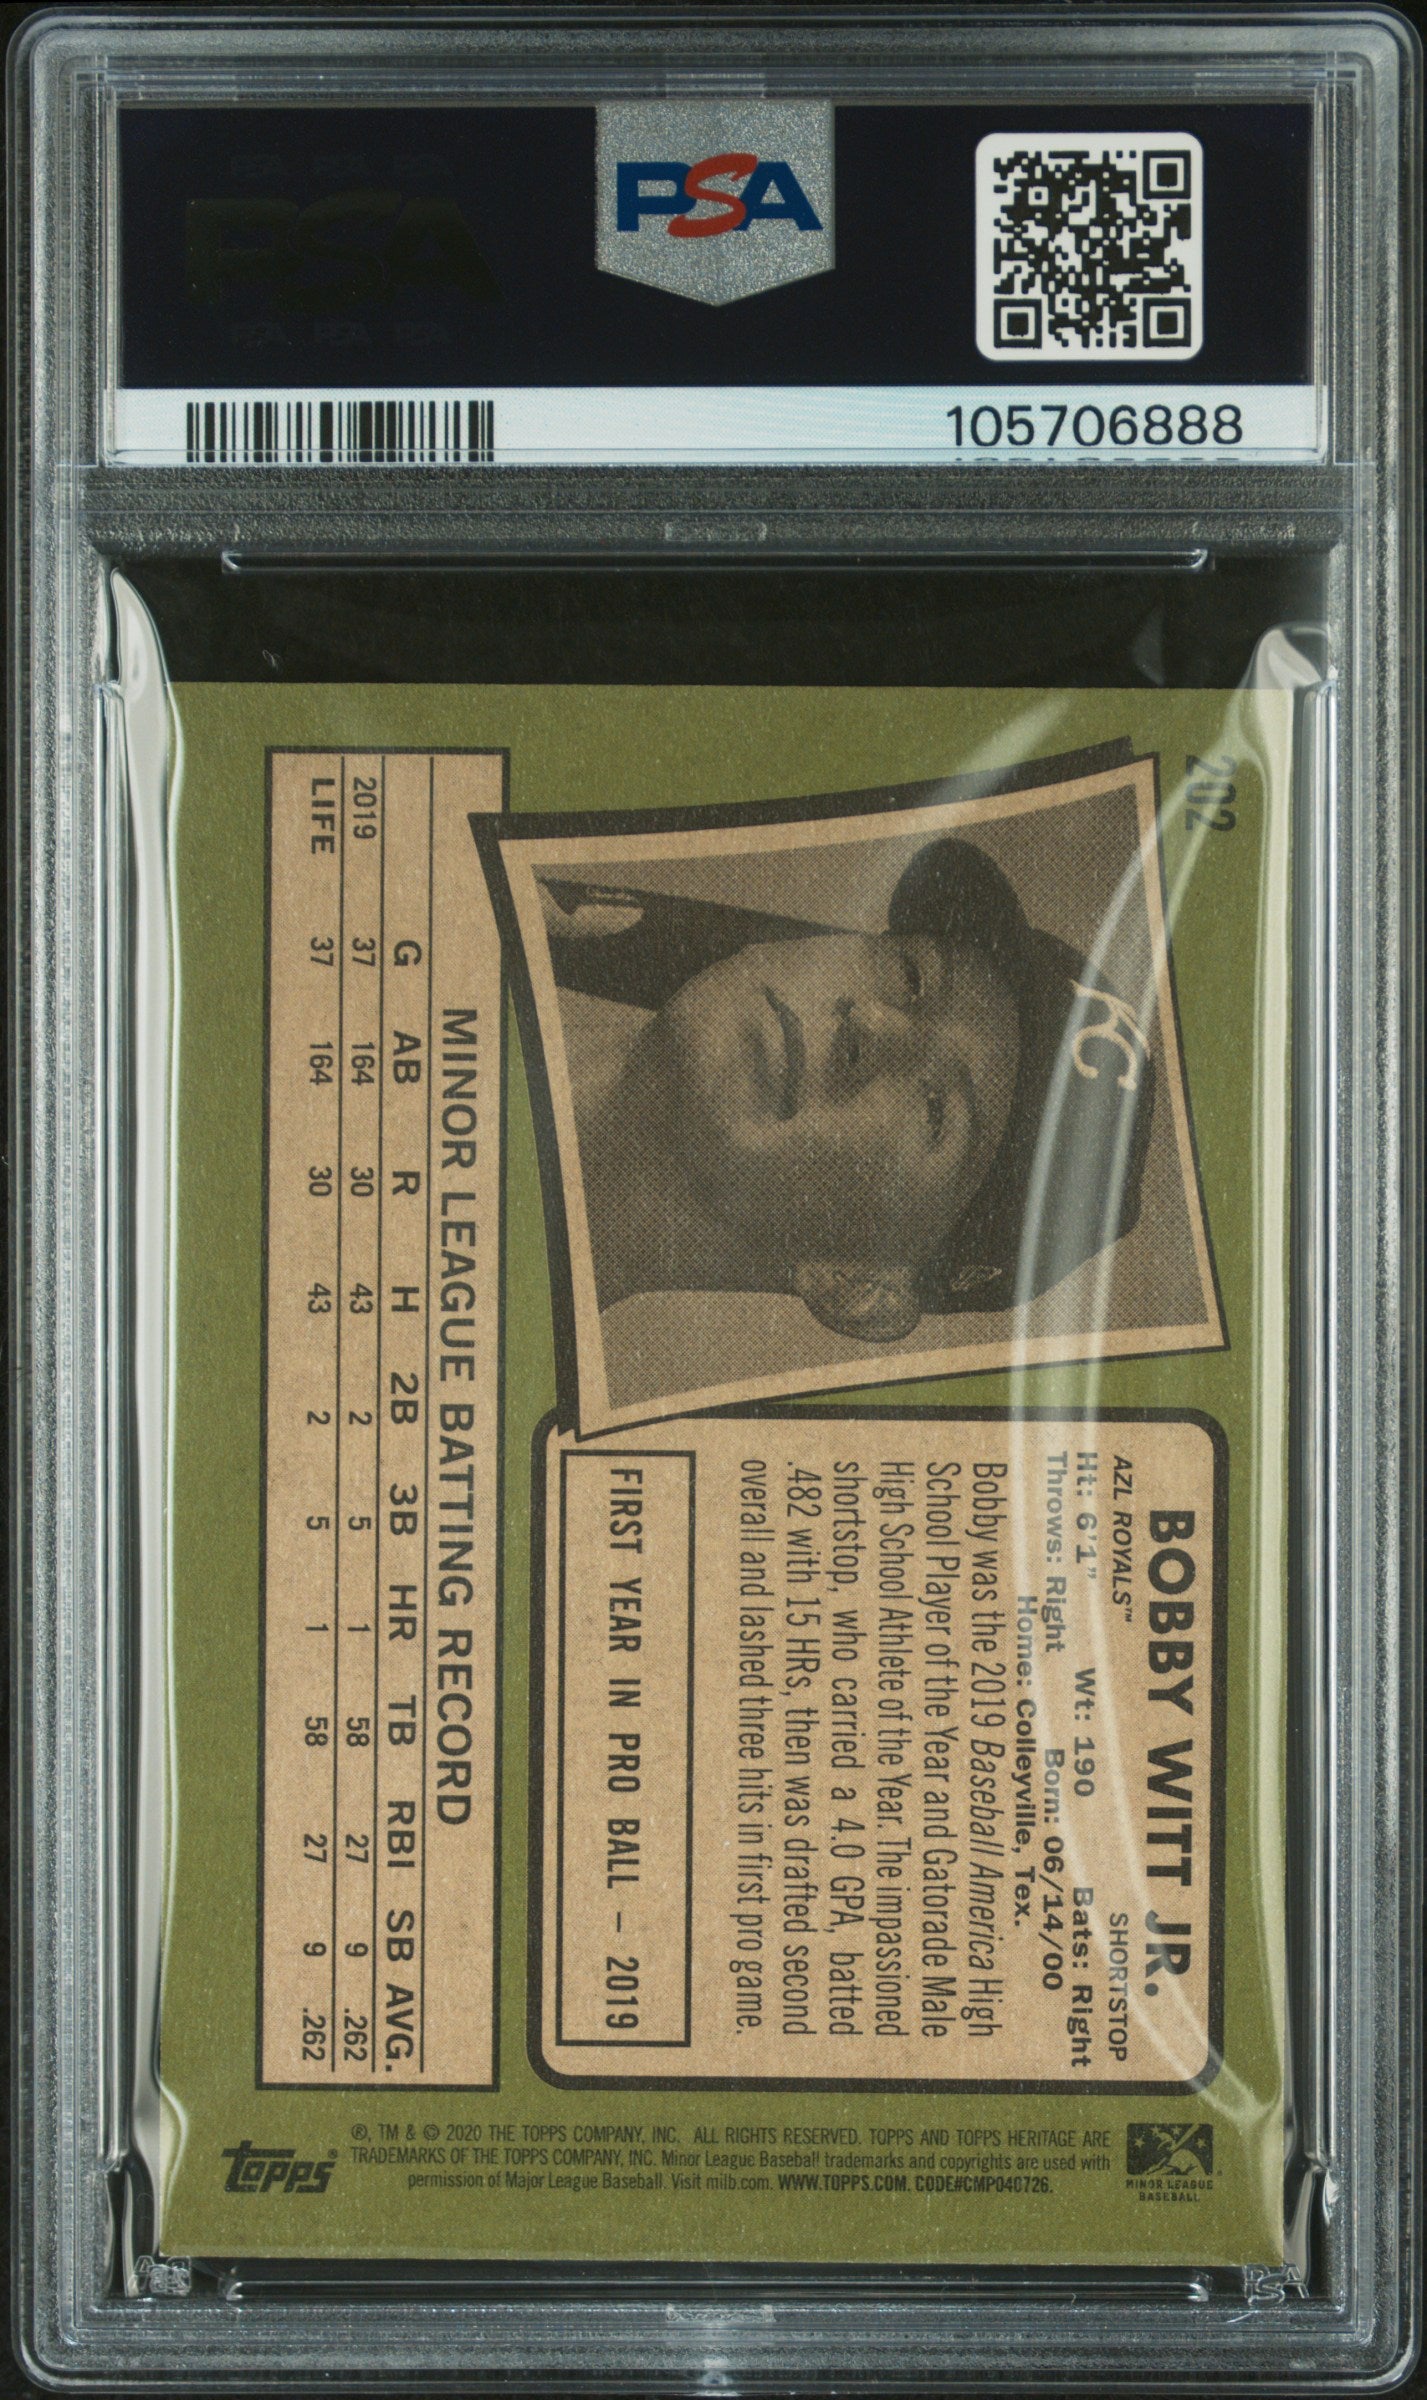 PSA
105706888
202
BOBBY WITT JR.
AZL ROYALS™ SHORTSTOP
Ht: 6'1" Wt: 190 Bats: Right
Throws: Right Born: 06/14/00
Home: Colleyville, Tex.
Bobby was the 2019 Baseball America High
School Player of the Year and Gatorade Male
High School Athlete of the Year. The impassioned
shortstop, who carried a 4.0 GPA, batted
.482 with 15 HRs, then was drafted second
overall and lashed three hits in first pro game.
FIRST YEAR IN PRO BALL – 2019
KC
MINOR LEAGUE BATTING RECORD
G AB R H 2B 3B HR TB RBI SB AVG.
2019 37 164 30 43 2 5 1 58 27 9 .262
LIFE 37 164 30 43 2 5 1 58 27 9 .262
MINOR LEAGUE
BASEBALL
®, TM & © 2020 THE TOPPS COMPANY, INC. ALL RIGHTS RESERVED. TOPPS AND TOPPS HERITAGE ARE
TRADEMARKS OF THE TOPPS COMPANY, INC. Minor League Baseball trademarks and copyrights are used with
permission of Major League Baseball. Visit milb.com. WWW.TOPPS.COM. CODE#CMP040726.
topps®
PSA
PSA